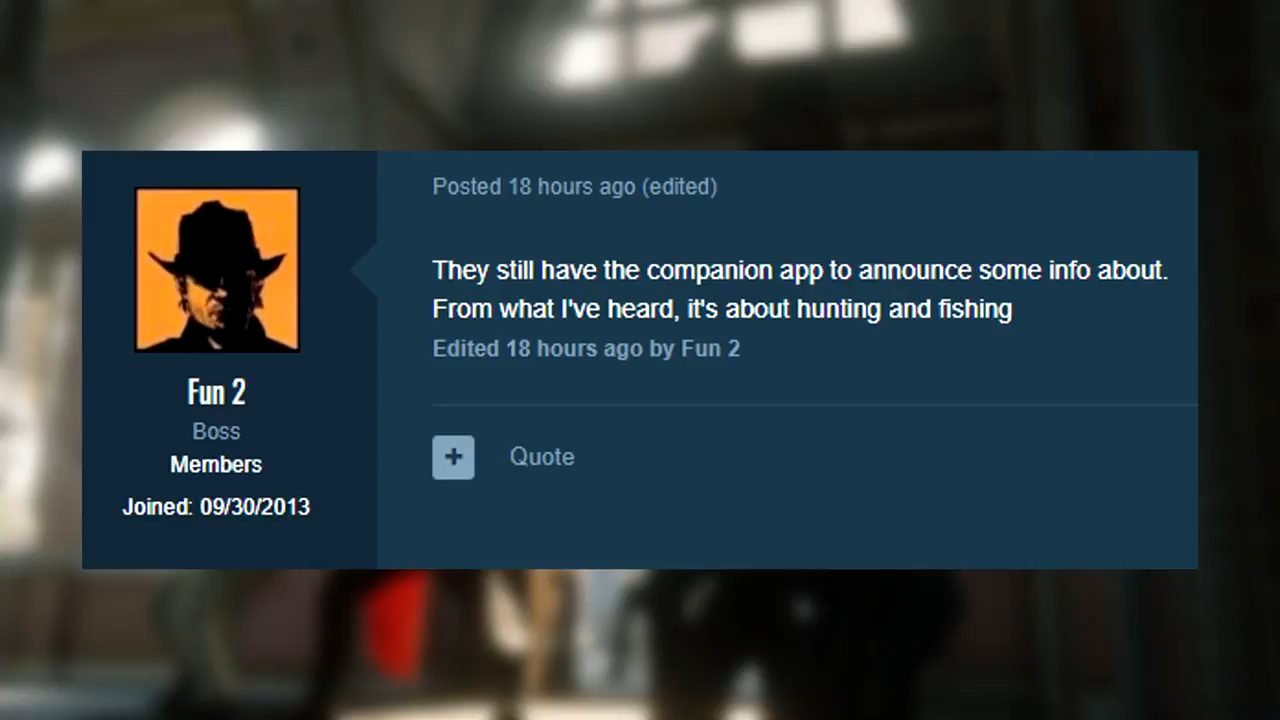 Posted 18 hours ago (edited)
They still have the companion app to announce some info about.
From what I've heard, it's about hunting and fishing
Edited 18 hours ago by Fun 2
Fun 2
Boss
Members
Joined: 09/30/2013
+ Quote